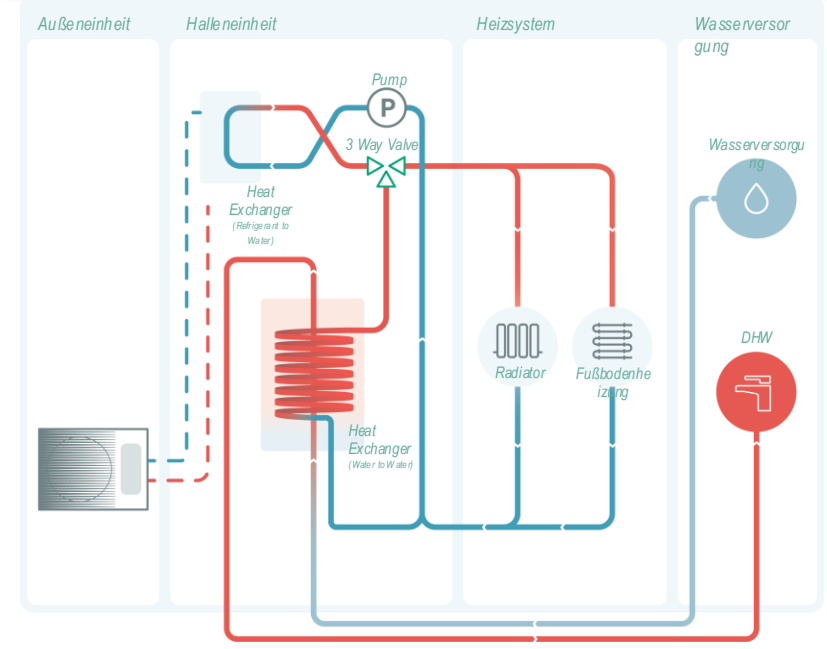 Außeneinheit
Halleneinheit
Heizsystem
Wasserversor
gung
Pump
P
3 Way Valve
Heat
Exchanger
(Refrigerant to
Water)
Wasserversorgu
ng
DHW
Radiator
Fußbodenhe
izung
Heat
Exchanger
(Water to Water)